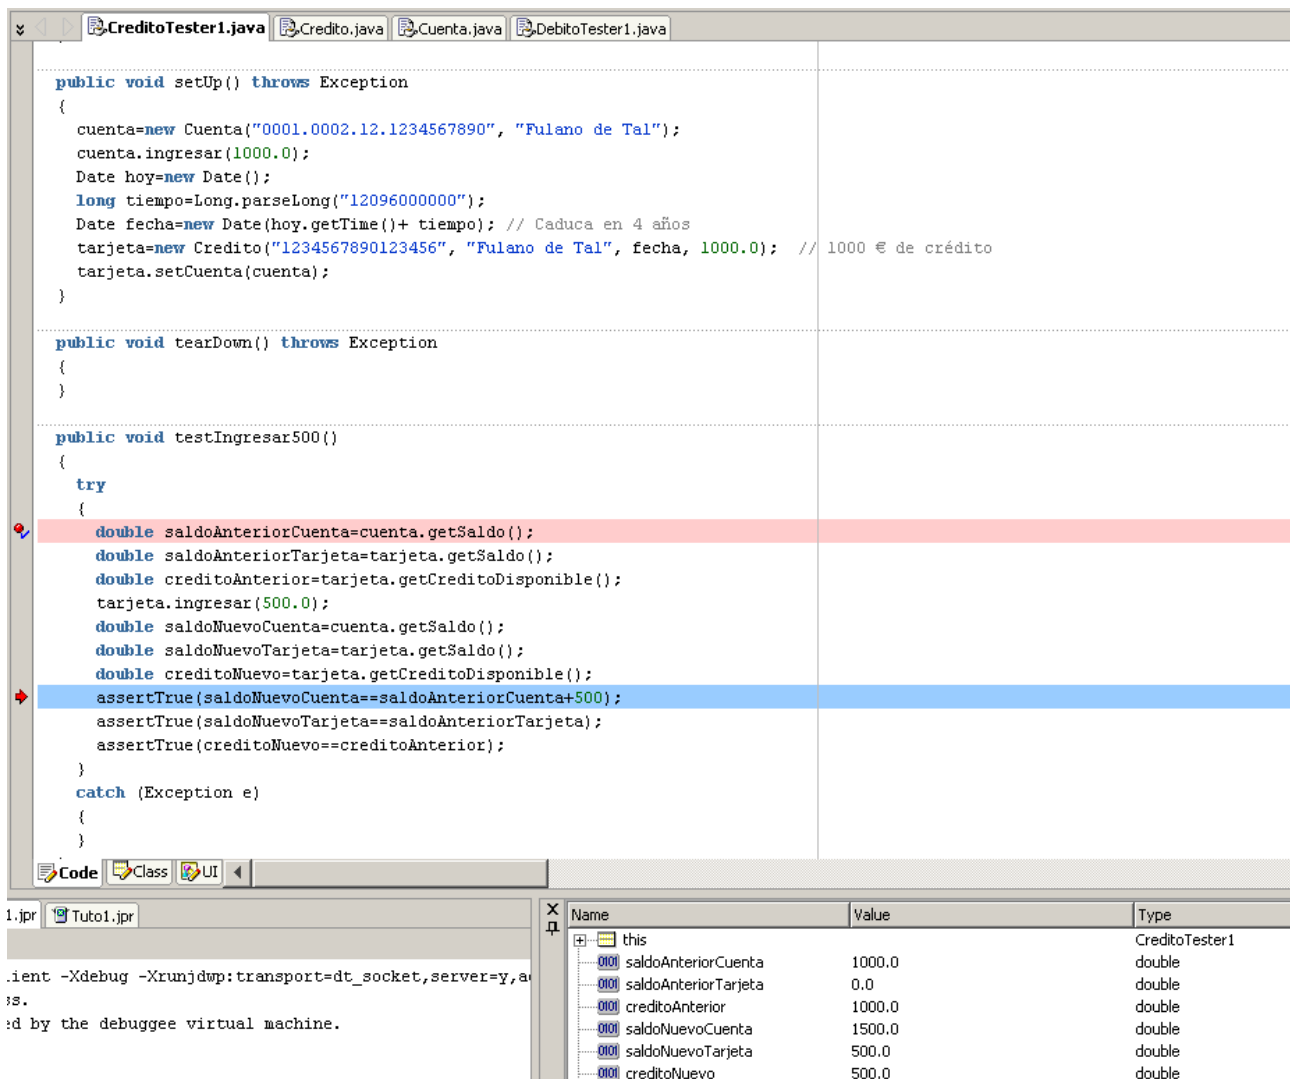 CreditoTester1.java Credito.java Cuenta.java DebitoTester1.java
public void setUp() throws Exception
{
cuenta=new Cuenta("0001.0002.12.1234567890", "Fulano de Tal");
cuenta.ingresar(1000.0);
Date hoy=new Date();
long tiempo=Long.parseLong("12096000000");
Date fecha=new Date(hoy.getTime()+ tiempo); // Caduca en 4 años
tarjeta=new Credito("1234567890123456", "Fulano de Tal", fecha, 1000.0); // 1000 € de crédito
tarjeta.setCuenta(cuenta);
}
public void tearDown() throws Exception
{
}
public void testIngresar500()
{
try
{
double saldoAnteriorCuenta=cuenta.getSaldo();
double saldoAnteriorTarjeta=tarjeta.getSaldo();
double creditoAnterior=tarjeta.getCreditoDisponible();
tarjeta.ingresar(500.0);
double saldoNuevoCuenta=cuenta.getSaldo();
double saldoNuevoTarjeta=tarjeta.getSaldo();
double creditoNuevo=tarjeta.getCreditoDisponible();
assertTrue(saldoNuevoCuenta==saldoAnteriorCuenta+500);
assertTrue(saldoNuevoTarjeta==saldoAnteriorTarjeta);
assertTrue(creditoNuevo==creditoAnterior);
}
catch (Exception e)
{
}
Code Class UI
1.jpr Tuto1.jpr
lient -Xdebug -Xrunjdwp:transport=dt_socket,server=y,a
ss.
ed by the debuggee virtual machine.
Name Value Type
this CreditoTester1
saldoAnteriorCuenta 1000.0 double
saldoAnteriorTarjeta 0.0 double
creditoAnterior 1000.0 double
saldoNuevoCuenta 1500.0 double
saldoNuevoTarjeta 500.0 double
creditoNuevo 500.0 double